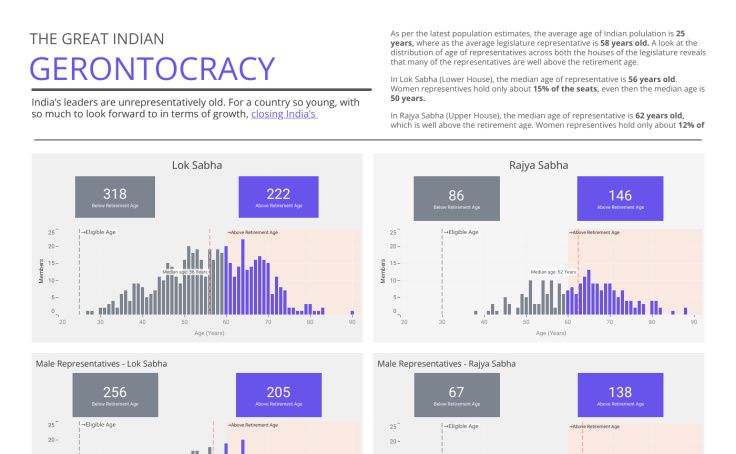 THE GREAT INDIAN
GERONTOCRACY
India's leaders are unrepresentatively old. For a country so young, with
so much to look forward to in terms of growth, closing India's
As per the latest population estimates, the average age of Indian polulation is 25
years, where as the average legislature representative is 58 years old. A look at the
distribution of age of representatives across both the houses of the legislature reveals
that many of the representatives are well above the retirement age.
In Lok Sabha (Lower House), the median age of representative is 56 years old.
Women represetives hold only about 15% of the seats, even then the median age is
50 years.
In Rajya Sabha (Upper House), the median age of representative is 62 years old,
which is well above the retirement age. Women represetives hold only about 12% of
Lok Sabha
318
Below Retirement Age
222
Above Retirement Age
→Eligible Age
→Above Retirement Age
Median age: 56 Years
Members
25
20
15
10
5
0
20 30 40 50 60 70 80 90
Age (Years)
Rajya Sabha
86
Below Retirement Age
146
Above Retirement Age
→Eligible Age
→Above Retirement Age
Median age: 62 Years
Members
25
20
15
10
5
0
20 30 40 50 60 70 80 90
Age (Years)
Male Representatives - Lok Sabha
256
Below Retirement Age
205
Above Retirement Age
→Eligible Age
→Above Retirement Age
25
20
Male Representatives - Rajya Sabha
67
Below Retirement Age
138
Above Retirement Age
→Eligible Age
→Above Retirement Age
25
20